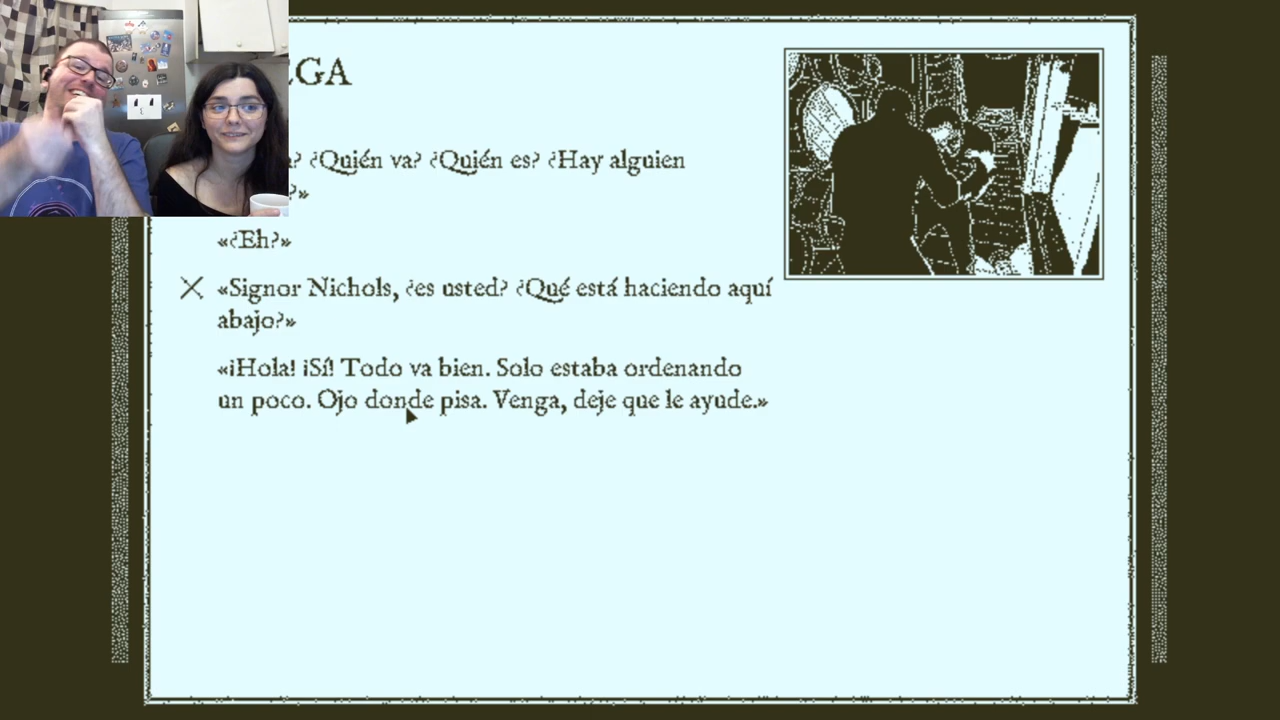 ¿Quién va? ¿Quién es? ¿Hay alguien
«¿Eh?»
«Signor Nichols, ¿es usted? ¿Qué está haciendo aquí
abajo?»
«¡Hola! ¡Sí! Todo va bien. Solo estaba ordenando
un poco. Ojo donde pisa. Venga, deje que le ayude.»